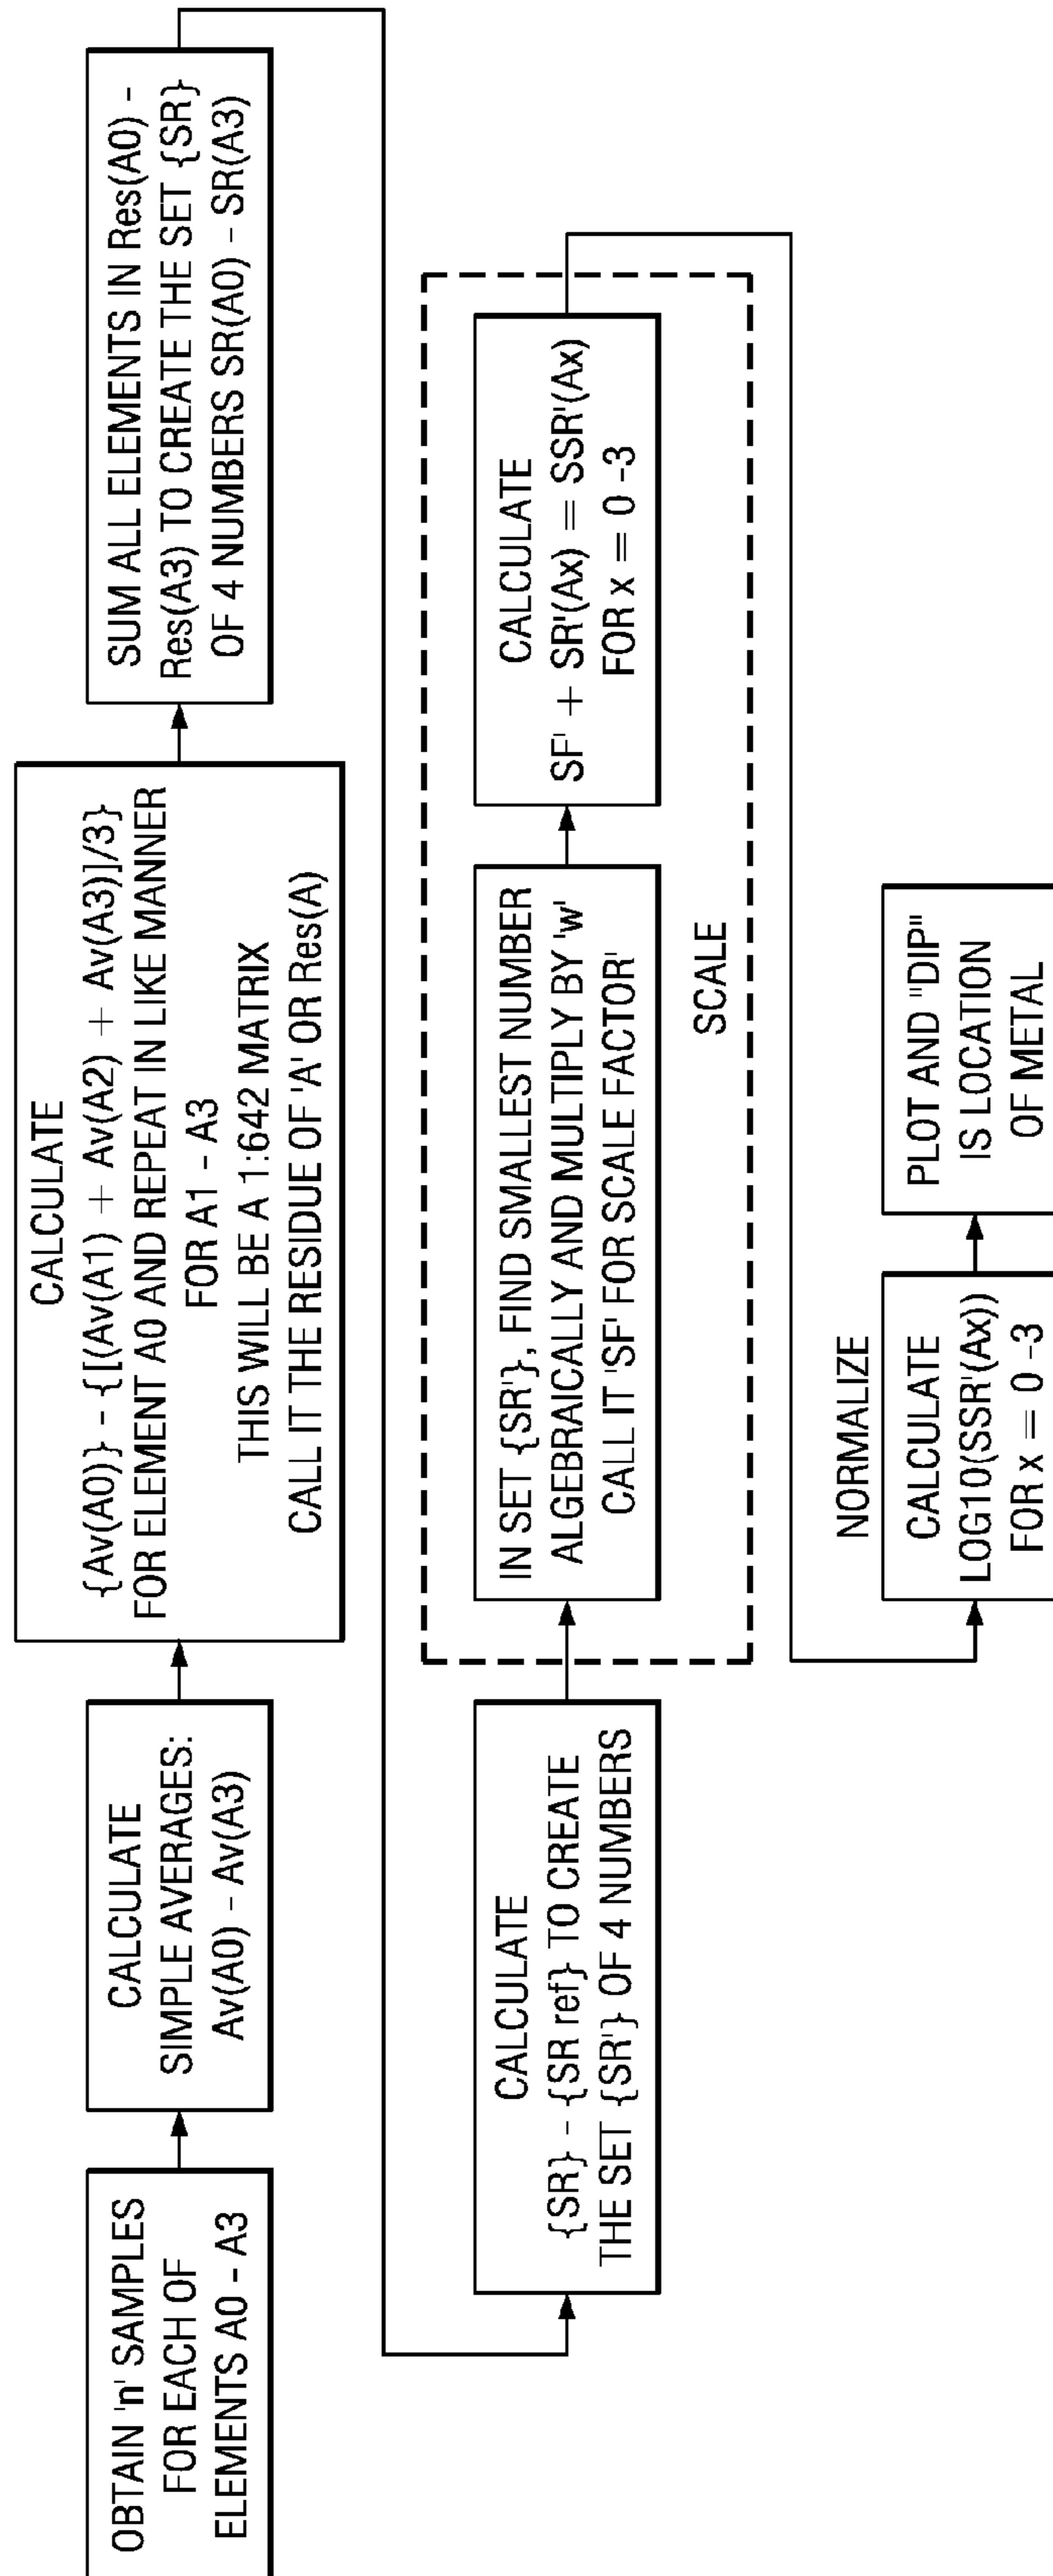 OBTAIN 'n' SAMPLES
FOR EACH OF
ELEMENTS A0 - A3
CALCULATE
SIMPLE AVERAGES:
Av(A0) - Av(A3)
CALCULATE
{Av(A0)} - {[(Av(A1) + Av(A2) + Av(A3)]/3}
FOR ELEMENT A0 AND REPEAT IN LIKE MANNER
FOR A1 - A3
THIS WILL BE A 1:642 MATRIX
CALL IT THE RESIDUE OF 'A' OR Res(A)
SUM ALL ELEMENTS IN Res(A0) -
Res(A3) TO CREATE THE SET {SR}
OF 4 NUMBERS SR(A0) - SR(A3)
CALCULATE
{SR} - {SR ref} TO CREATE
THE SET {SR'} OF 4 NUMBERS
IN SET {SR'}, FIND SMALLEST NUMBER
ALGEBRAICALLY AND MULTIPLY BY 'w'
CALL IT 'SF' FOR SCALE FACTOR'
CALCULATE
SF' + SR'(Ax) = SSR'(Ax)
FOR x = 0 -3
SCALE
NORMALIZE
CALCULATE
LOG10(SSR'(Ax))
FOR x = 0 -3
PLOT AND "DIP"
IS LOCATION
OF METAL